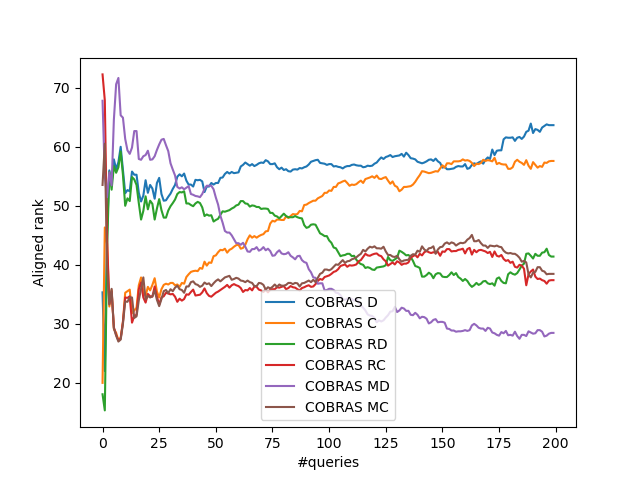 70
60
50
40
30
20
Aligned rank
COBRAS D
COBRAS C
COBRAS RD
COBRAS RC
COBRAS MD
COBRAS MC
0 25 50 75 100 125 150 175 200
#queries